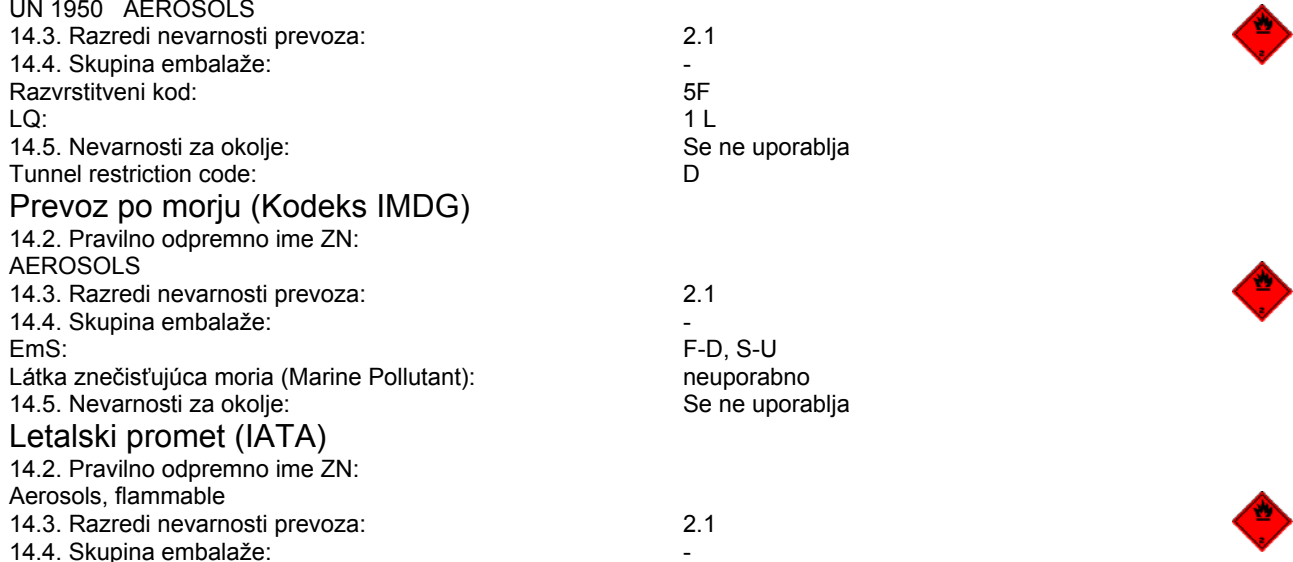 UN 1950 AEROSOLS
14.3. Razredi nevarnosti prevoza: 2.1
14.4. Skupina embalaže: -
Razvrstitveni kod: 5F
LQ: 1 L
14.5. Nevarnosti za okolje: Se ne uporablja
Tunnel restriction code: D
Prevoz po morju (Kodeks IMDG)
14.2. Pravilno odpremno ime ZN:
AEROSOLS
14.3. Razredi nevarnosti prevoza: 2.1
14.4. Skupina embalaže: -
EmS: F-D, S-U
Látka znečisťujúca moria (Marine Pollutant): neuporabno
14.5. Nevarnosti za okolje: Se ne uporablja
Letalski promet (IATA)
14.2. Pravilno odpremno ime ZN:
Aerosols, flammable
14.3. Razredi nevarnosti prevoza: 2.1
14.4. Skupina embalaže: -